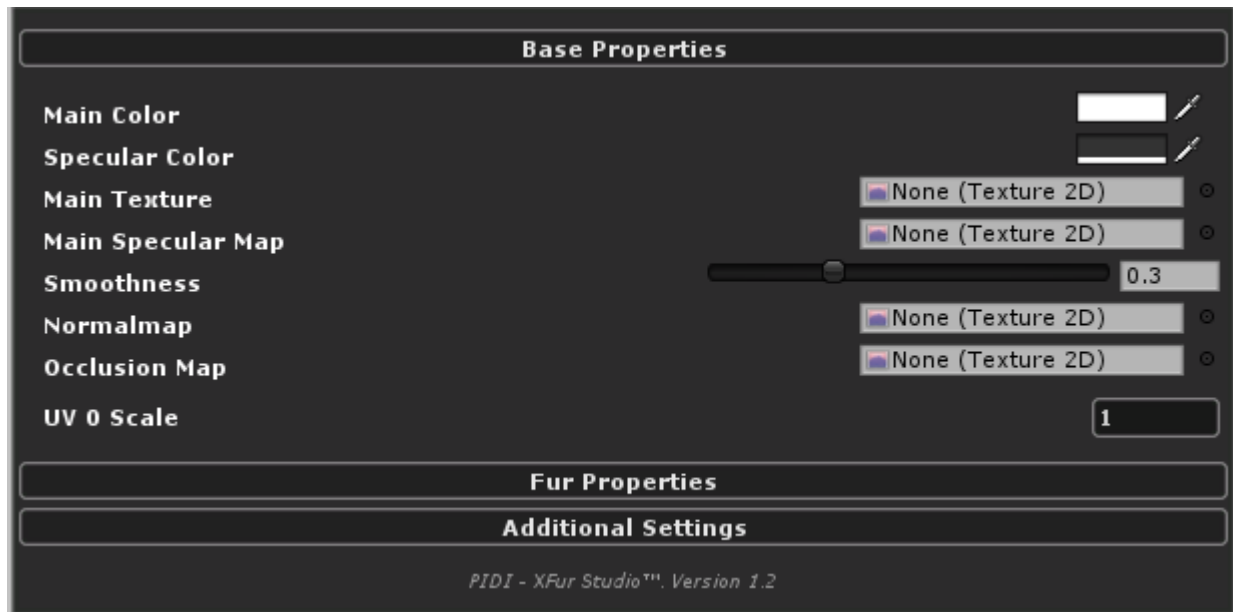 Base Properties
Main Color
Specular Color
Main Texture None (Texture 2D)
Main Specular Map None (Texture 2D)
Smoothness 0.3
Normalmap None (Texture 2D)
Occlusion Map None (Texture 2D)
UV 0 Scale 1
Fur Properties
Additional Settings
PIDI - XFur Studio™. Version 1.2